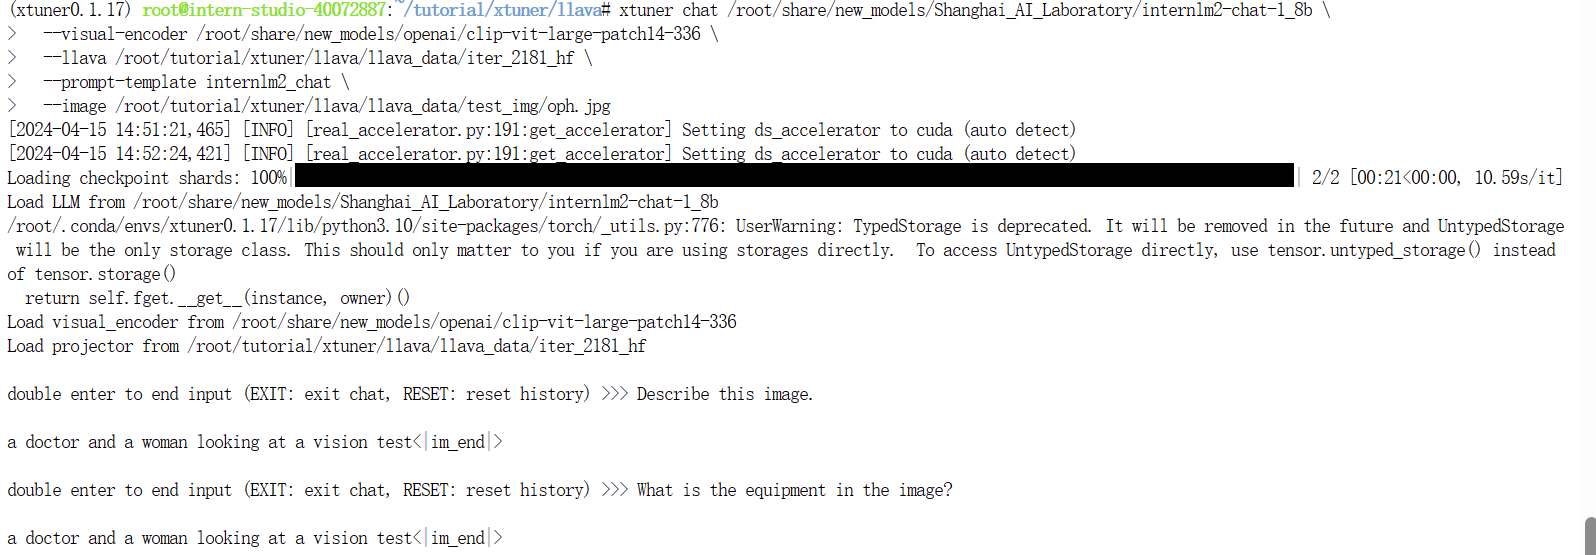 (xtuner0.1.17) root@intern-studio-40072887:~/tutorial/xtuner/llava# xtuner chat /root/share/new_models/Shanghai_AI_Laboratory/internlm2-chat-1_8b \
>   --visual-encoder /root/share/new_models/openai/clip-vit-large-patch14-336 \
>   --llava /root/tutorial/xtuner/llava/llava_data/iter_2181_hf \
>   --prompt-template internlm2_chat \
>   --image /root/tutorial/xtuner/llava/llava_data/test_img/oph.jpg
[2024-04-15 14:51:21,465] [INFO] [real_accelerator.py:191:get_accelerator] Setting ds_accelerator to cuda (auto detect)
[2024-04-15 14:52:24,421] [INFO] [real_accelerator.py:191:get_accelerator] Setting ds_accelerator to cuda (auto detect)
Loading checkpoint shards: 100%|██████████| 2/2 [00:21<00:00, 10.59s/it]
Load LLM from /root/share/new_models/Shanghai_AI_Laboratory/internlm2-chat-1_8b
/root/.conda/envs/xtuner0.1.17/lib/python3.10/site-packages/torch/_utils.py:776: UserWarning: TypedStorage is deprecated. It will be removed in the future and UntypedStorage
 will be the only storage class. This should only matter to you if you are using storages directly.  To access UntypedStorage directly, use tensor.untyped_storage() instead
of tensor.storage()
  return self.fget.__get__(instance, owner)()
Load visual_encoder from /root/share/new_models/openai/clip-vit-large-patch14-336
Load projector from /root/tutorial/xtuner/llava/llava_data/iter_2181_hf
double enter to end input (EXIT: exit chat, RESET: reset history) >>> Describe this image.
a doctor and a woman looking at a vision test<|im_end|>
double enter to end input (EXIT: exit chat, RESET: reset history) >>> What is the equipment in the image?
a doctor and a woman looking at a vision test<|im_end|>